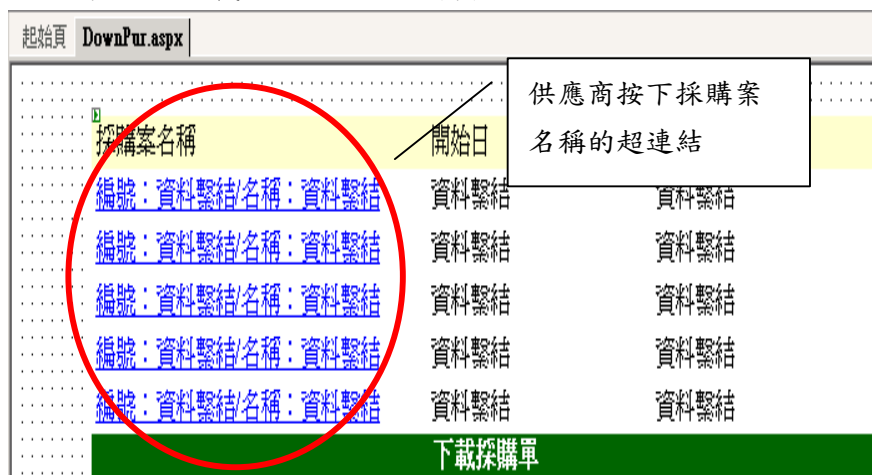 起始頁 DownPur.aspx
供應商按下採購案
名稱的超連結
採購案名稱 開始日
編號：資料繫結/名稱：資料繫結 資料繫結 資料繫結
編號：資料繫結/名稱：資料繫結 資料繫結 資料繫結
編號：資料繫結/名稱：資料繫結 資料繫結 資料繫結
編號：資料繫結/名稱：資料繫結 資料繫結 資料繫結
編號：資料繫結/名稱：資料繫結 資料繫結 資料繫結
下載採購單